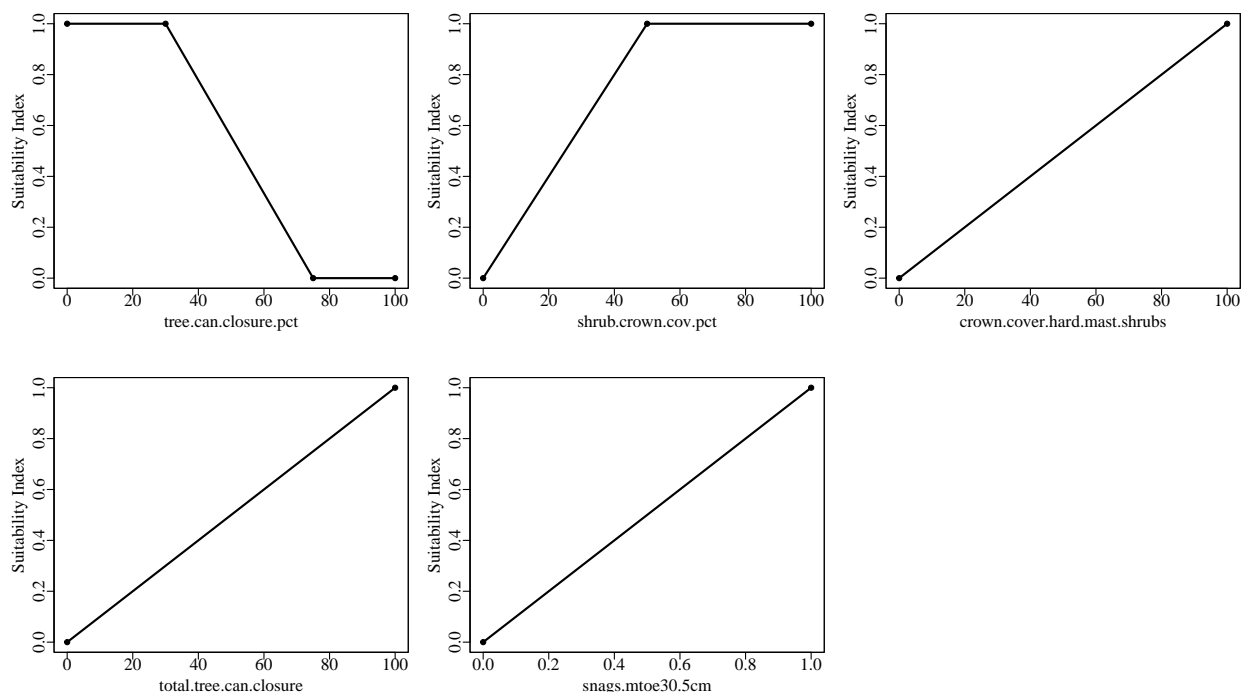 Suitability Index
0.0 0.2 0.4 0.6 0.8 1.0
0 20 40 60 80 100
tree.can.closure.pct
Suitability Index
0.0 0.2 0.4 0.6 0.8 1.0
0 20 40 60 80 100
shrub.crown.cov.pct
Suitability Index
0.0 0.2 0.4 0.6 0.8 1.0
0 20 40 60 80 100
crown.cover.hard.mast.shrubs
Suitability Index
0.0 0.2 0.4 0.6 0.8 1.0
0 20 40 60 80 100
total.tree.can.closure
Suitability Index
0.0 0.2 0.4 0.6 0.8 1.0
0.0 0.2 0.4 0.6 0.8 1.0
snags.mtoe30.5cm